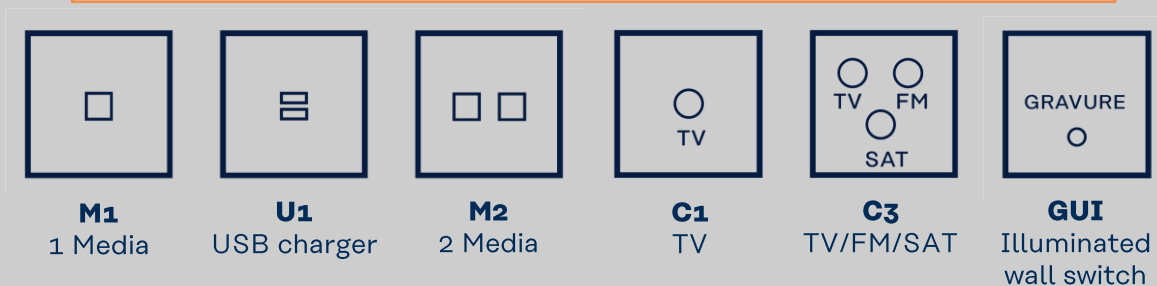 TV
TV FM
SAT
GRAVURE
M1
1 Media
U1
USB charger
M2
2 Media
C1
TV
C3
TV/FM/SAT
GUI
Illuminated
wall switch